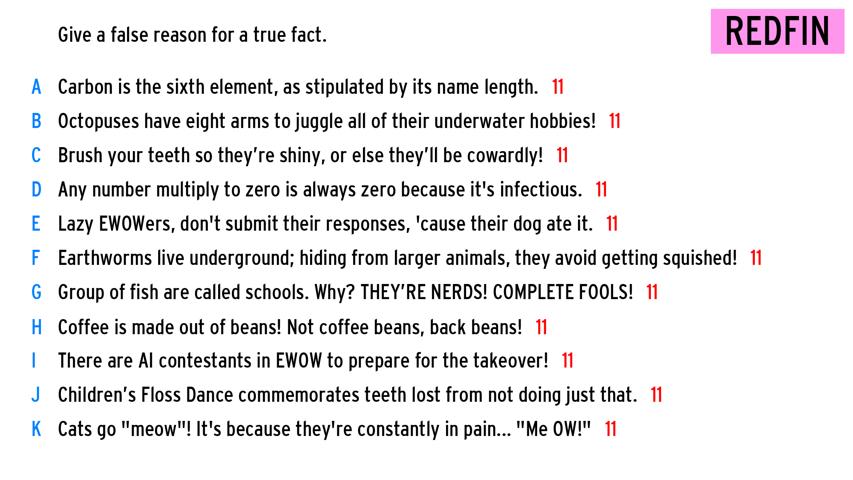 Give a false reason for a true fact.
REDFIN
A Carbon is the sixth element, as stipulated by its name length. 11
B Octopuses have eight arms to juggle all of their underwater hobbies! 11
C Brush your teeth so they’re shiny, or else they’ll be cowardly! 11
D Any number multiply to zero is always zero because it's infectious. 11
E Lazy EWOWers, don't submit their responses, 'cause their dog ate it. 11
F Earthworms live underground; hiding from larger animals, they avoid getting squished! 11
G Group of fish are called schools. Why? THEY’RE NERDS! COMPLETE FOOLS! 11
H Coffee is made out of beans! Not coffee beans, back beans! 11
I There are AI contestants in EWOW to prepare for the takeover! 11
J Children’s Floss Dance commemorates teeth lost from not doing just that. 11
K Cats go "meow"! It's because they're constantly in pain... "Me OW!" 11